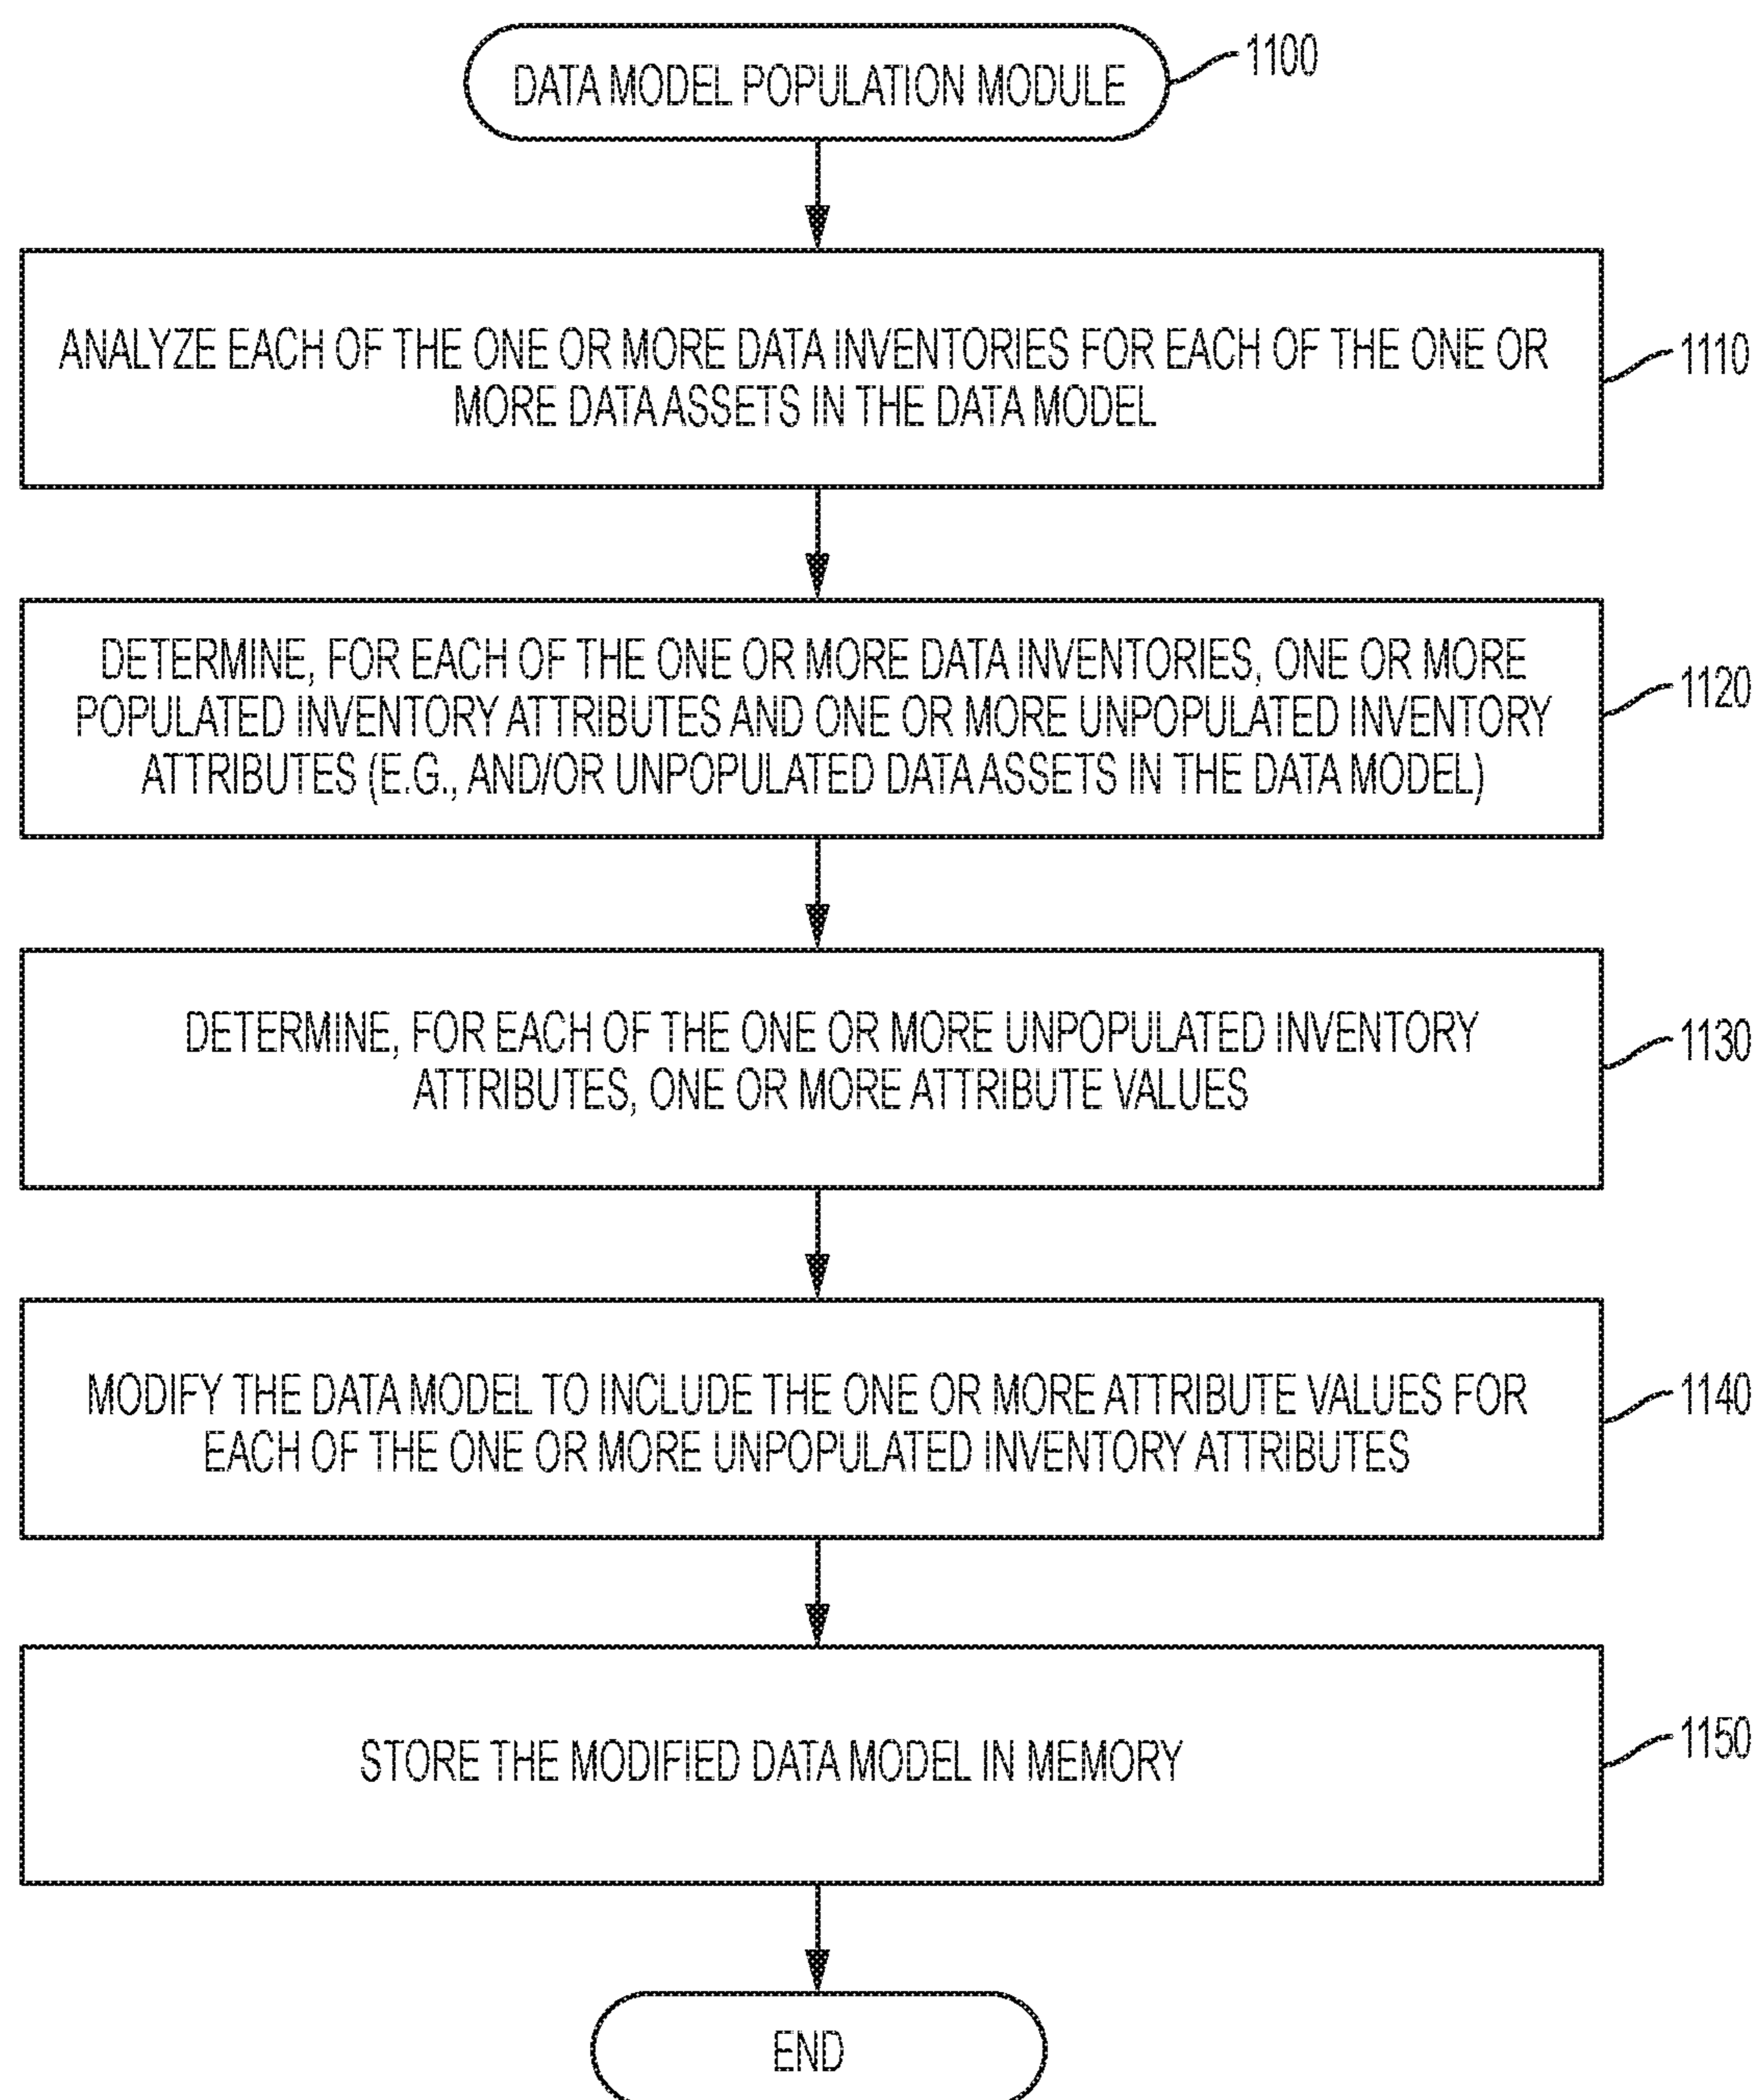 DATA MODEL POPULATION MODULE
1100
ANALYZE EACH OF THE ONE OR MORE DATA INVENTORIES FOR EACH OF THE ONE OR
MORE DATA ASSETS IN THE DATA MODEL
1110
DETERMINE, FOR EACH OF THE ONE OR MORE DATA INVENTORIES, ONE OR MORE
POPULATED INVENTORY ATTRIBUTES AND ONE OR MORE UNPOPULATED INVENTORY
ATTRIBUTES (E.G., AND/OR UNPOPULATED DATA ASSETS IN THE DATA MODEL)
1120
DETERMINE, FOR EACH OF THE ONE OR MORE UNPOPULATED INVENTORY
ATTRIBUTES, ONE OR MORE ATTRIBUTE VALUES
1130
MODIFY THE DATA MODEL TO INCLUDE THE ONE OR MORE ATTRIBUTE VALUES FOR
EACH OF THE ONE OR MORE UNPOPULATED INVENTORY ATTRIBUTES
1140
STORE THE MODIFIED DATA MODEL IN MEMORY
1150
END